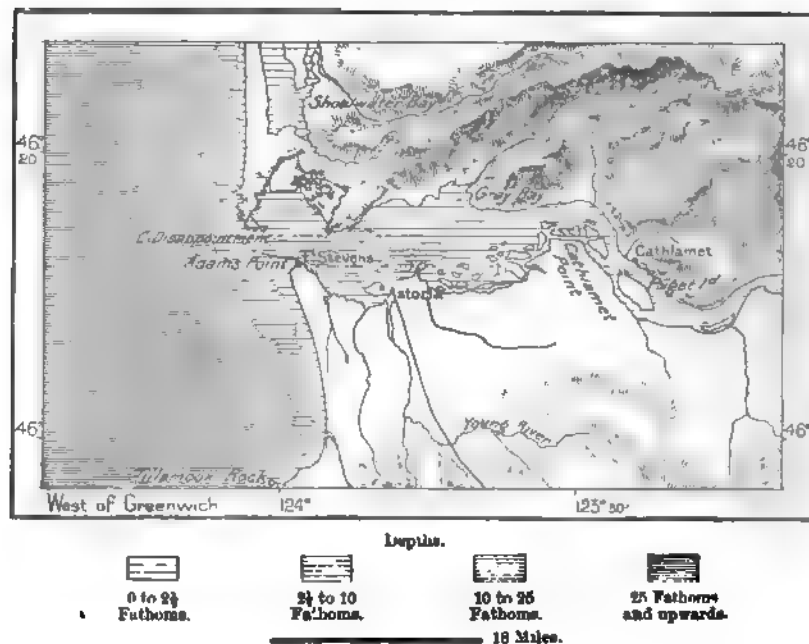 Shoalwater Bay
46°
20
46°
20
Gray Bay
C. Disappointment
Adams Point
Ft Stevens
Astoria
Cathlamet
Point
Cathlamet
Puget Id
46°
46°
Young River
Tillamook Rock
West of Greenwich
124°
123° 30'
Depths.
0 to 2½
Fathoms.
2½ to 10
Fathoms.
10 to 25
Fathoms.
25 Fathoms
and upwards.
18 Miles.